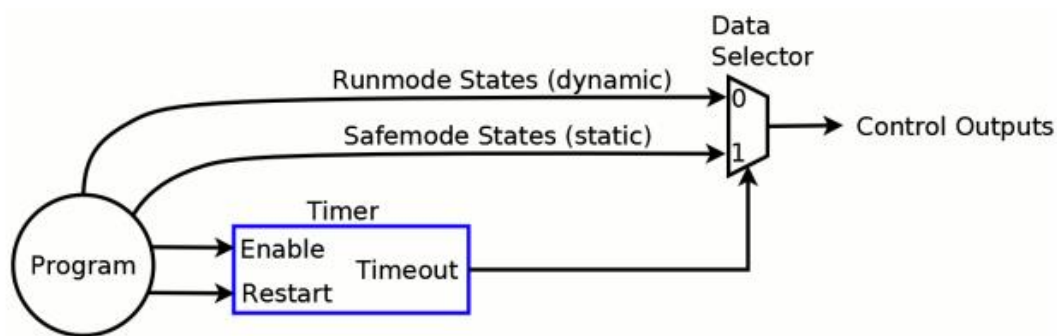 Data
Selector
Runmode States (dynamic)
0
Safemode States (static)
1
Control Outputs
Timer
Program
Enable
Timeout
Restart